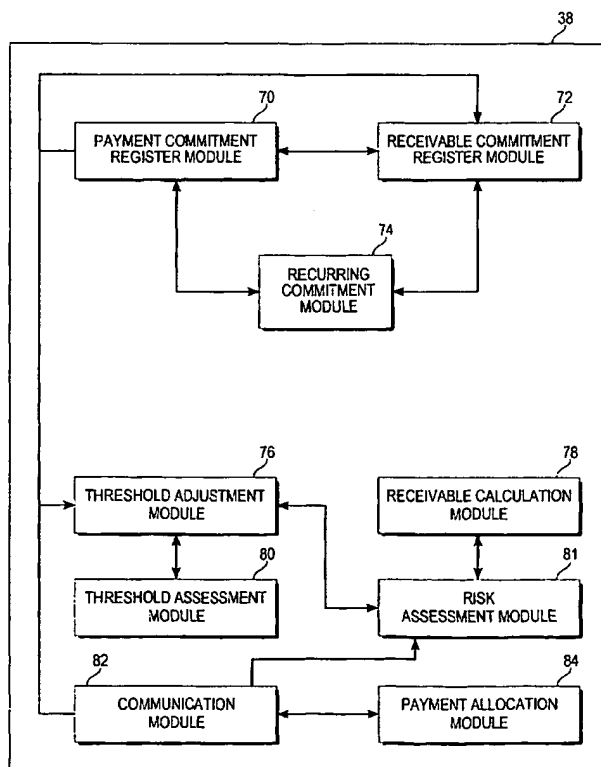 38
70
PAYMENT COMMITMENT
REGISTER MODULE
72
RECEIVABLE COMMITMENT
REGISTER MODULE
74
RECURRING
COMMITMENT
MODULE
76
THRESHOLD ADJUSTMENT
MODULE
78
RECEIVABLE CALCULATION
MODULE
80
THRESHOLD ASSESSMENT
MODULE
81
RISK
ASSESSMENT MODULE
82
COMMUNICATION
MODULE
84
PAYMENT ALLOCATION
MODULE